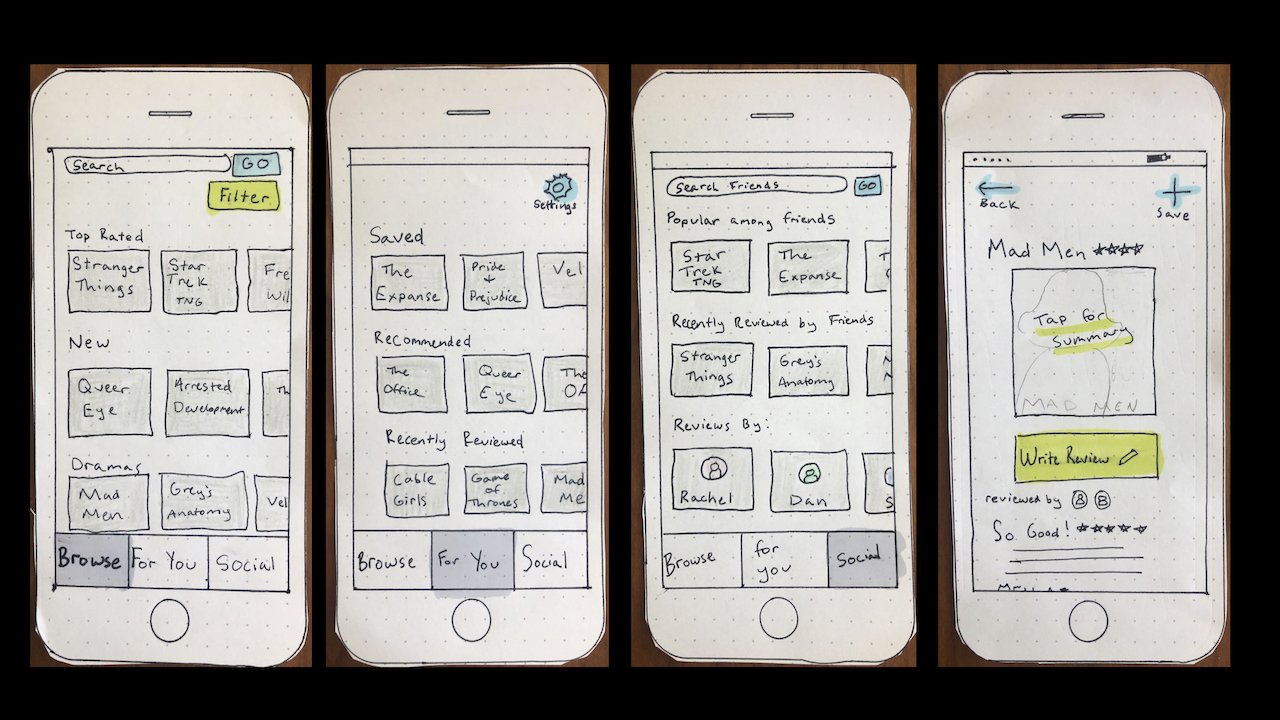 Search GO
Filter
Top Rated
Stranger Things
Star Trek TNG
Fre Wil
New
Queer Eye
Arrested Development
Th
Dramas
Mad Men
Grey's Anatomy
Vel
Browse For You Social
Settings
Saved
The Expanse
Pride + Prejudice
Vel
Recommended
The Office
Queer Eye
The OA
Recently Reviewed
Cable Girls
Game of Thrones
Mad Me
Browse For You Social
Search Friends GO
Popular among friends
Star Trek TNG
The Expanse
Recently Reviewed by Friends
Stranger Things
Grey's Anatomy
Reviews By:
Rachel
Dan
S
Browse for you Social
Back
Save
Mad Men
Tap for
Summary
MAD MEN
Write Review
reviewed by
So Good!